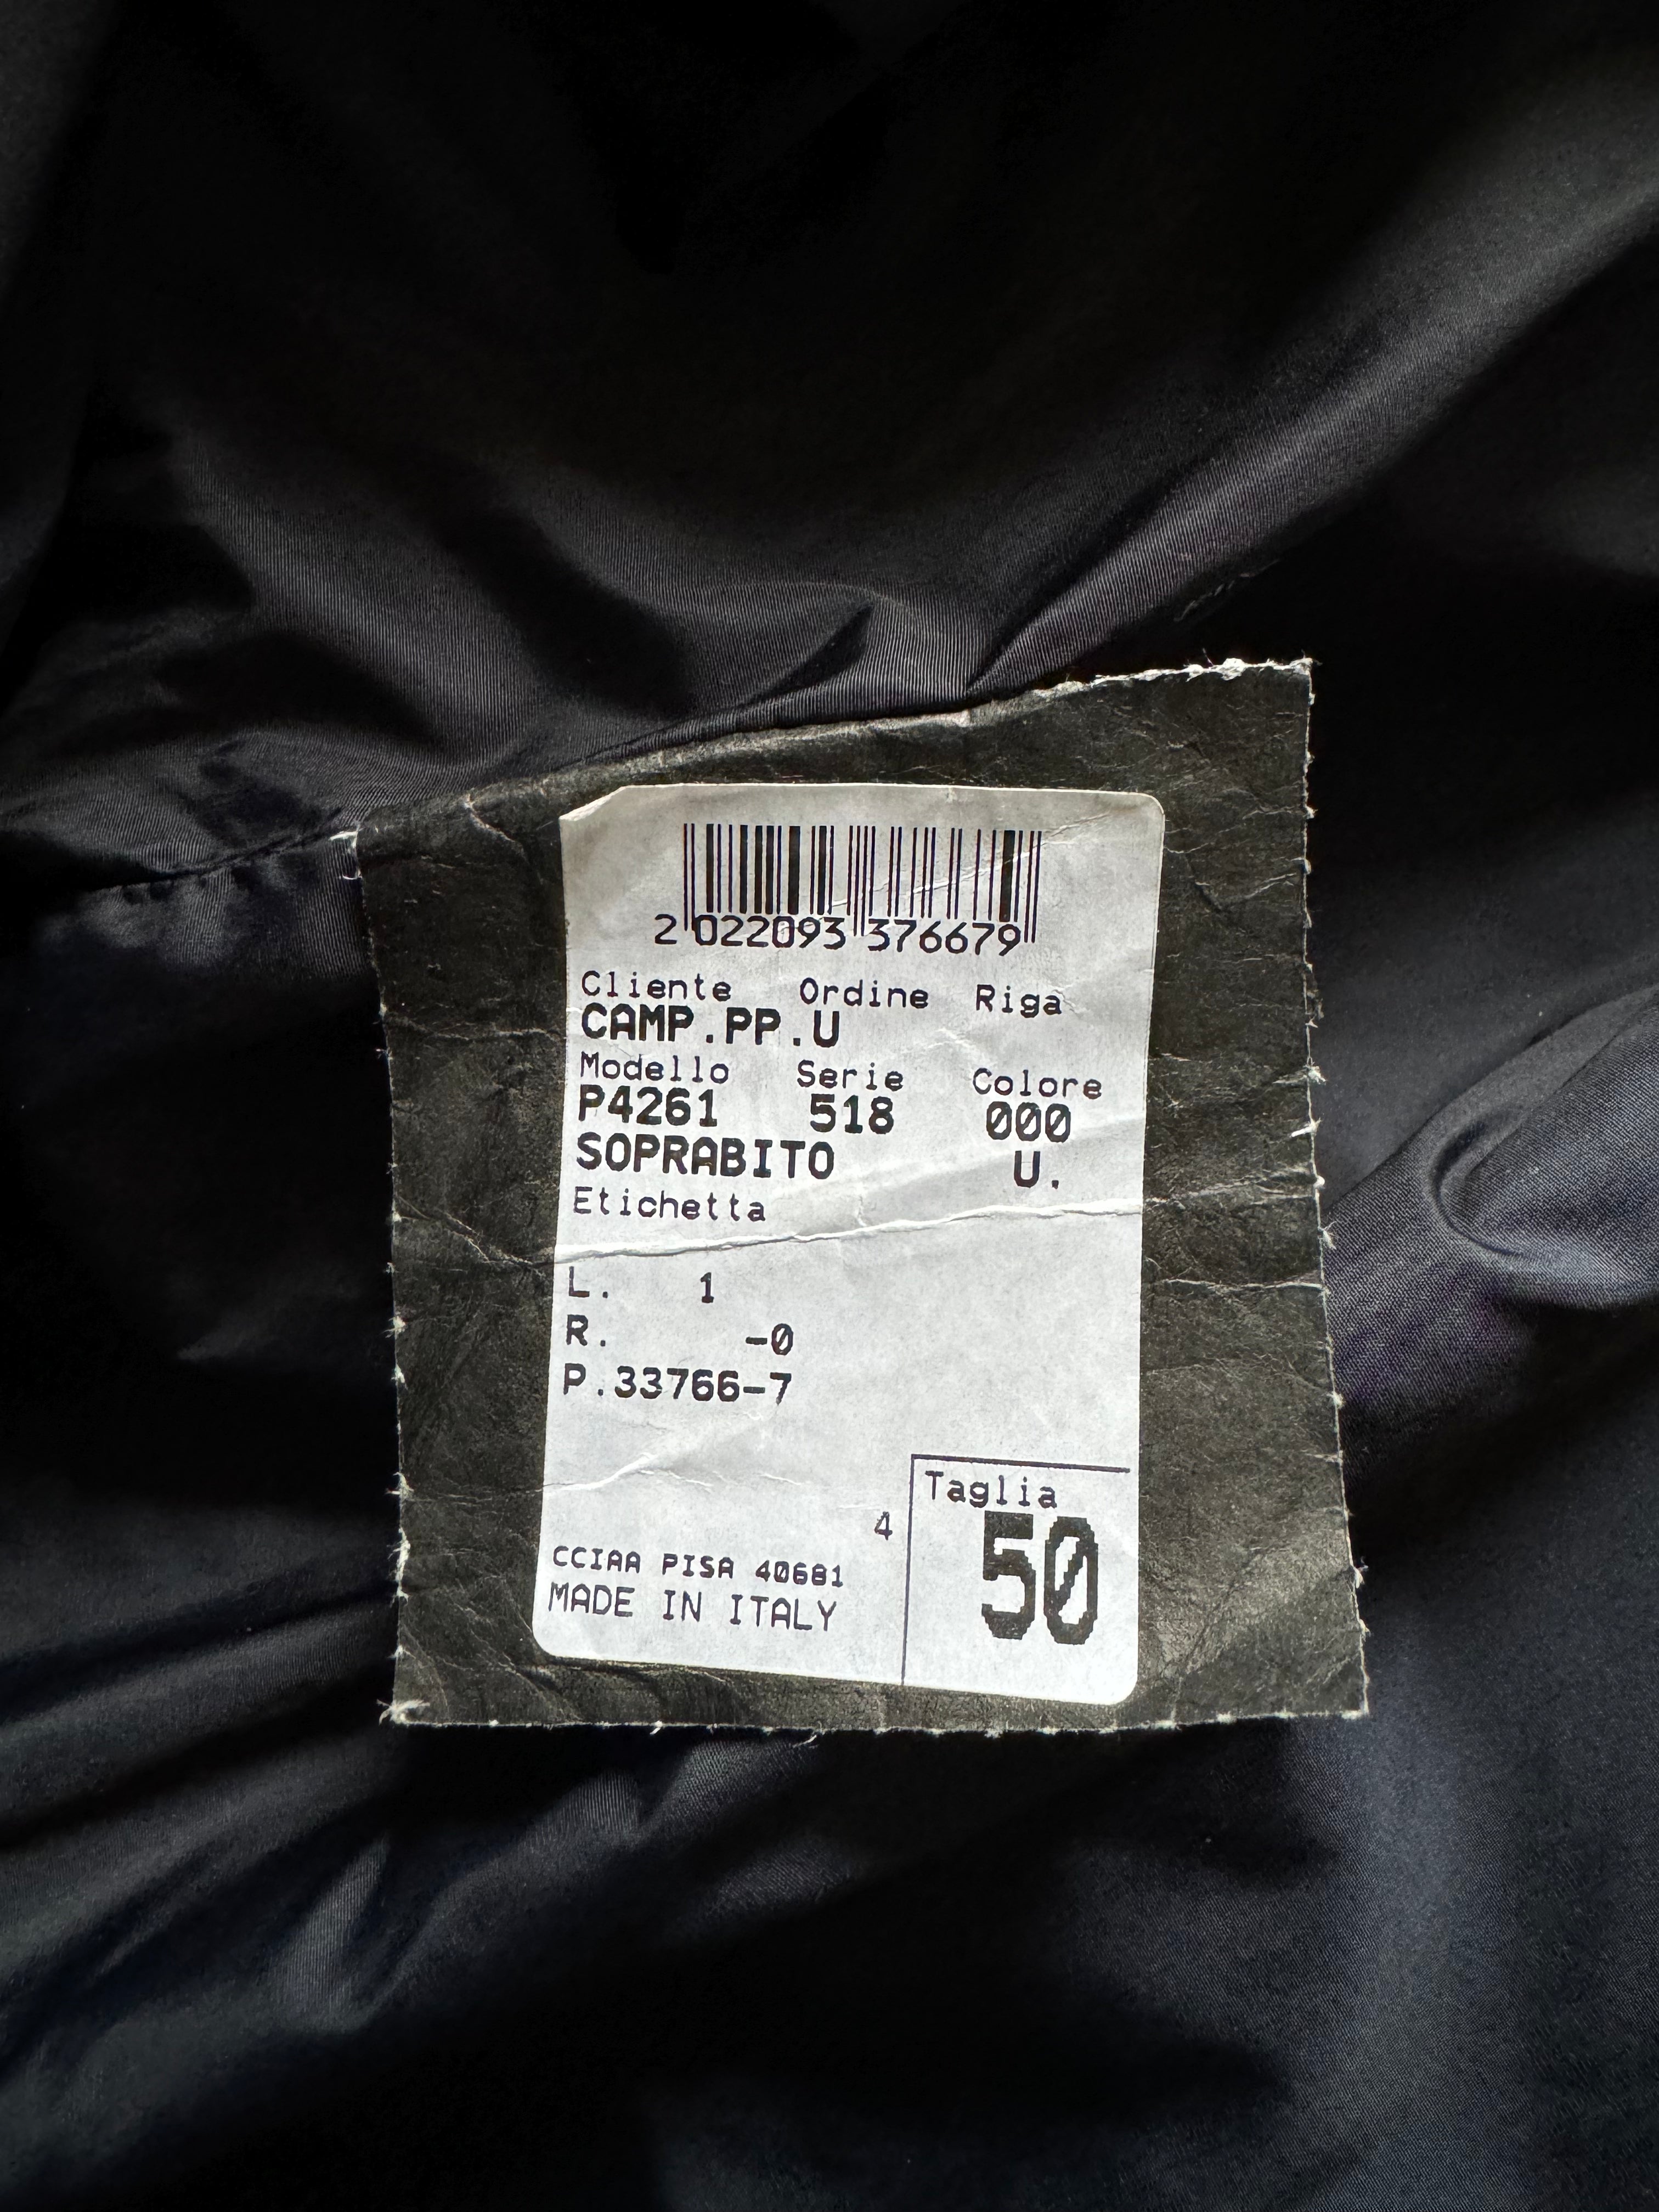 2 022093 376679
Cliente Ordine Riga
CAMP.PP.U
Modello Serie Colore
P4261 518 000
SOPRABITO U.
Etichetta
L. 1
R. -0
P.33766-7
Taglia
4 50
CCIAA PISA 40681
MADE IN ITALY